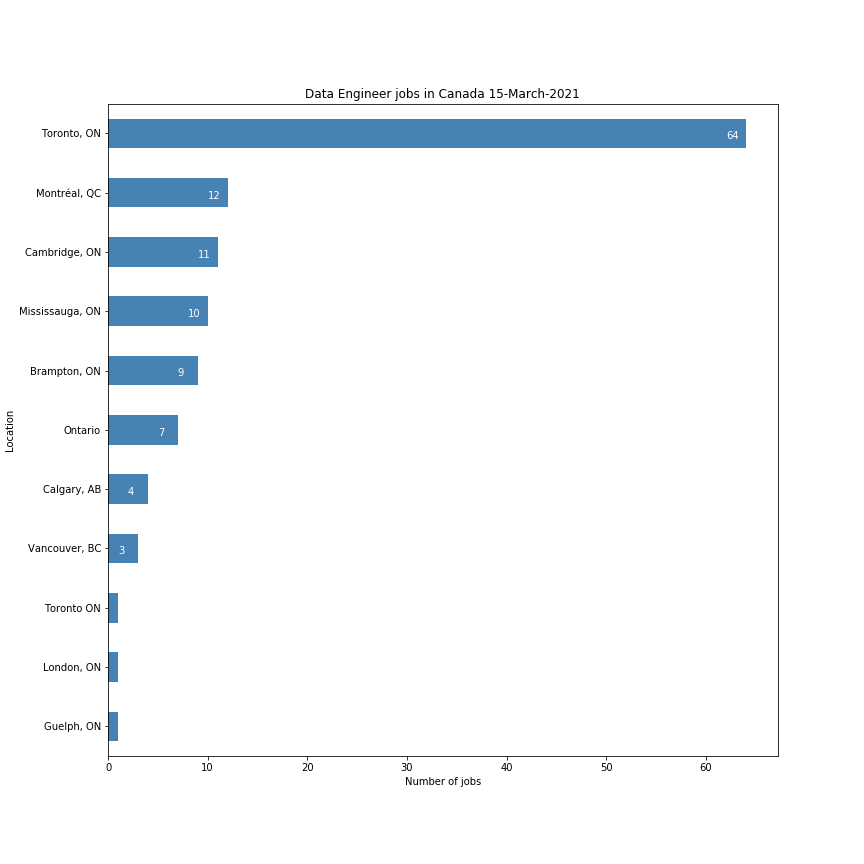 Data Engineer jobs in Canada 15-March-2021
Location
Toronto, ON 64
Montréal, QC 12
Cambridge, ON 11
Mississauga, ON 10
Brampton, ON 9
Ontario 7
Calgary, AB 4
Vancouver, BC 3
Toronto ON
London, ON
Guelph, ON
0 10 20 30 40 50 60
Number of jobs